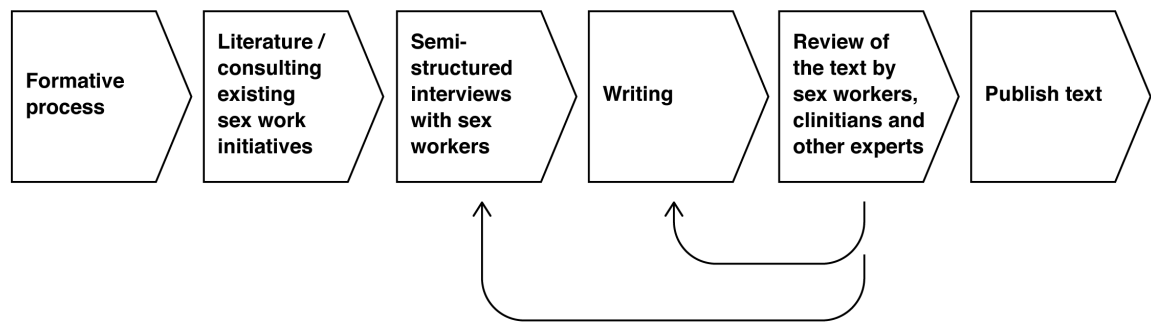 Formative
process
Literature /
consulting
existing
sex work
initiatives
Semi-
structured
interviews
with sex
workers
Writing
Review of
the text by
sex workers,
clinitians and
other experts
Publish text